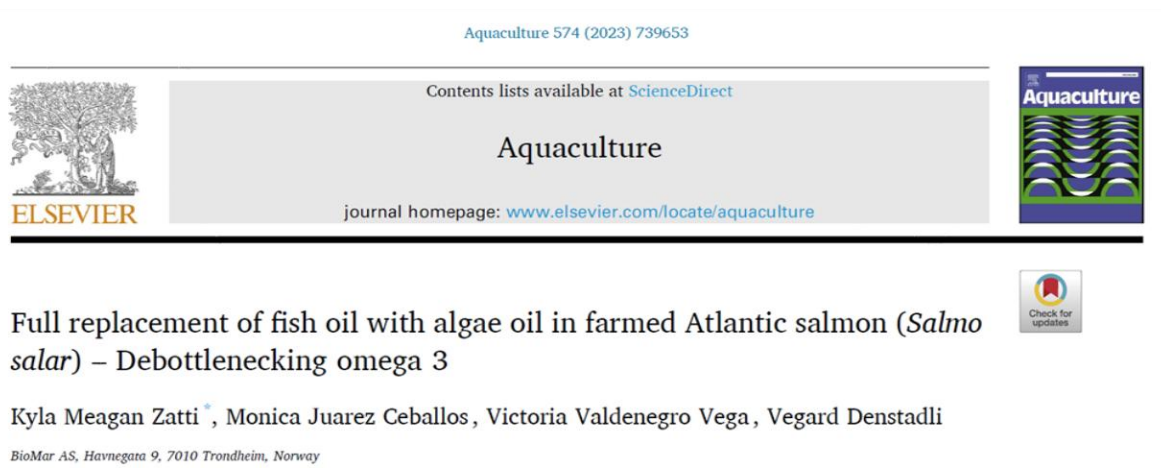 Aquaculture 574 (2023) 739653
Contents lists available at ScienceDirect
Aquaculture
journal homepage: www.elsevier.com/locate/aquaculture
ELSEVIER
Aquaculture
Check for
updates
Full replacement of fish oil with algae oil in farmed Atlantic salmon (Salmo
salar) – Debottlenecking omega 3
Kyla Meagan Zatti *, Monica Juarez Ceballos, Victoria Valdenegro Vega, Vegard Denstadli
BioMar AS, Havnegata 9, 7010 Trondheim, Norway